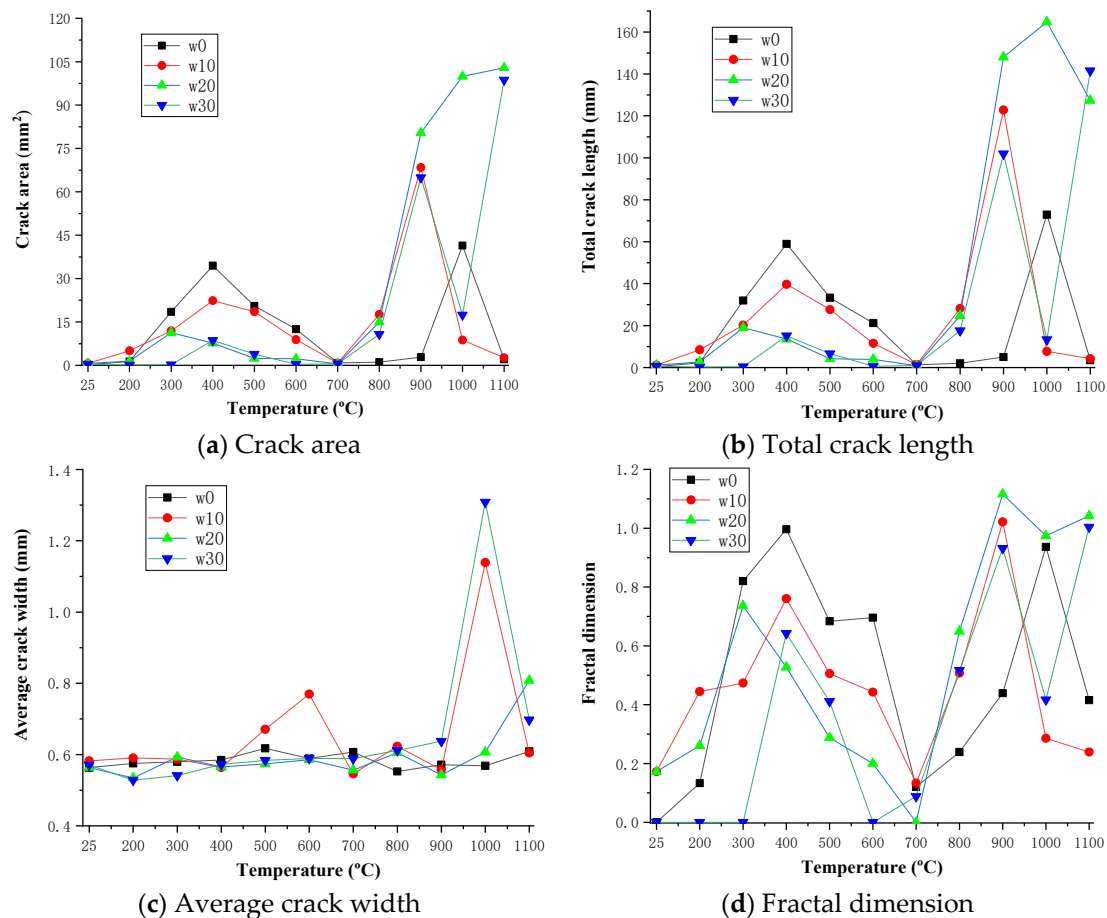 120
105
90
75
60
45
30
15
0
Crack area (mm²)
w0
w10
w20
w30
25 200 300 400 500 600 700 800 900 1000 1100
Temperature (ºC)
(a) Crack area
160
140
120
100
80
60
40
20
0
Total crack length (mm)
w0
w10
w20
w30
25 200 300 400 500 600 700 800 900 1000 1100
Temperature (ºC)
(b) Total crack length
1.4
1.2
1.0
0.8
0.6
0.4
Average crack width (mm)
w0
w10
w20
w30
25 200 300 400 500 600 700 800 900 1000 1100
Temperature (ºC)
(c) Average crack width
1.2
1.0
0.8
0.6
0.4
0.2
0.0
Fractal dimension
w0
w10
w20
w30
25 200 300 400 500 600 700 800 900 1000 1100
Temperature (ºC)
(d) Fractal dimension